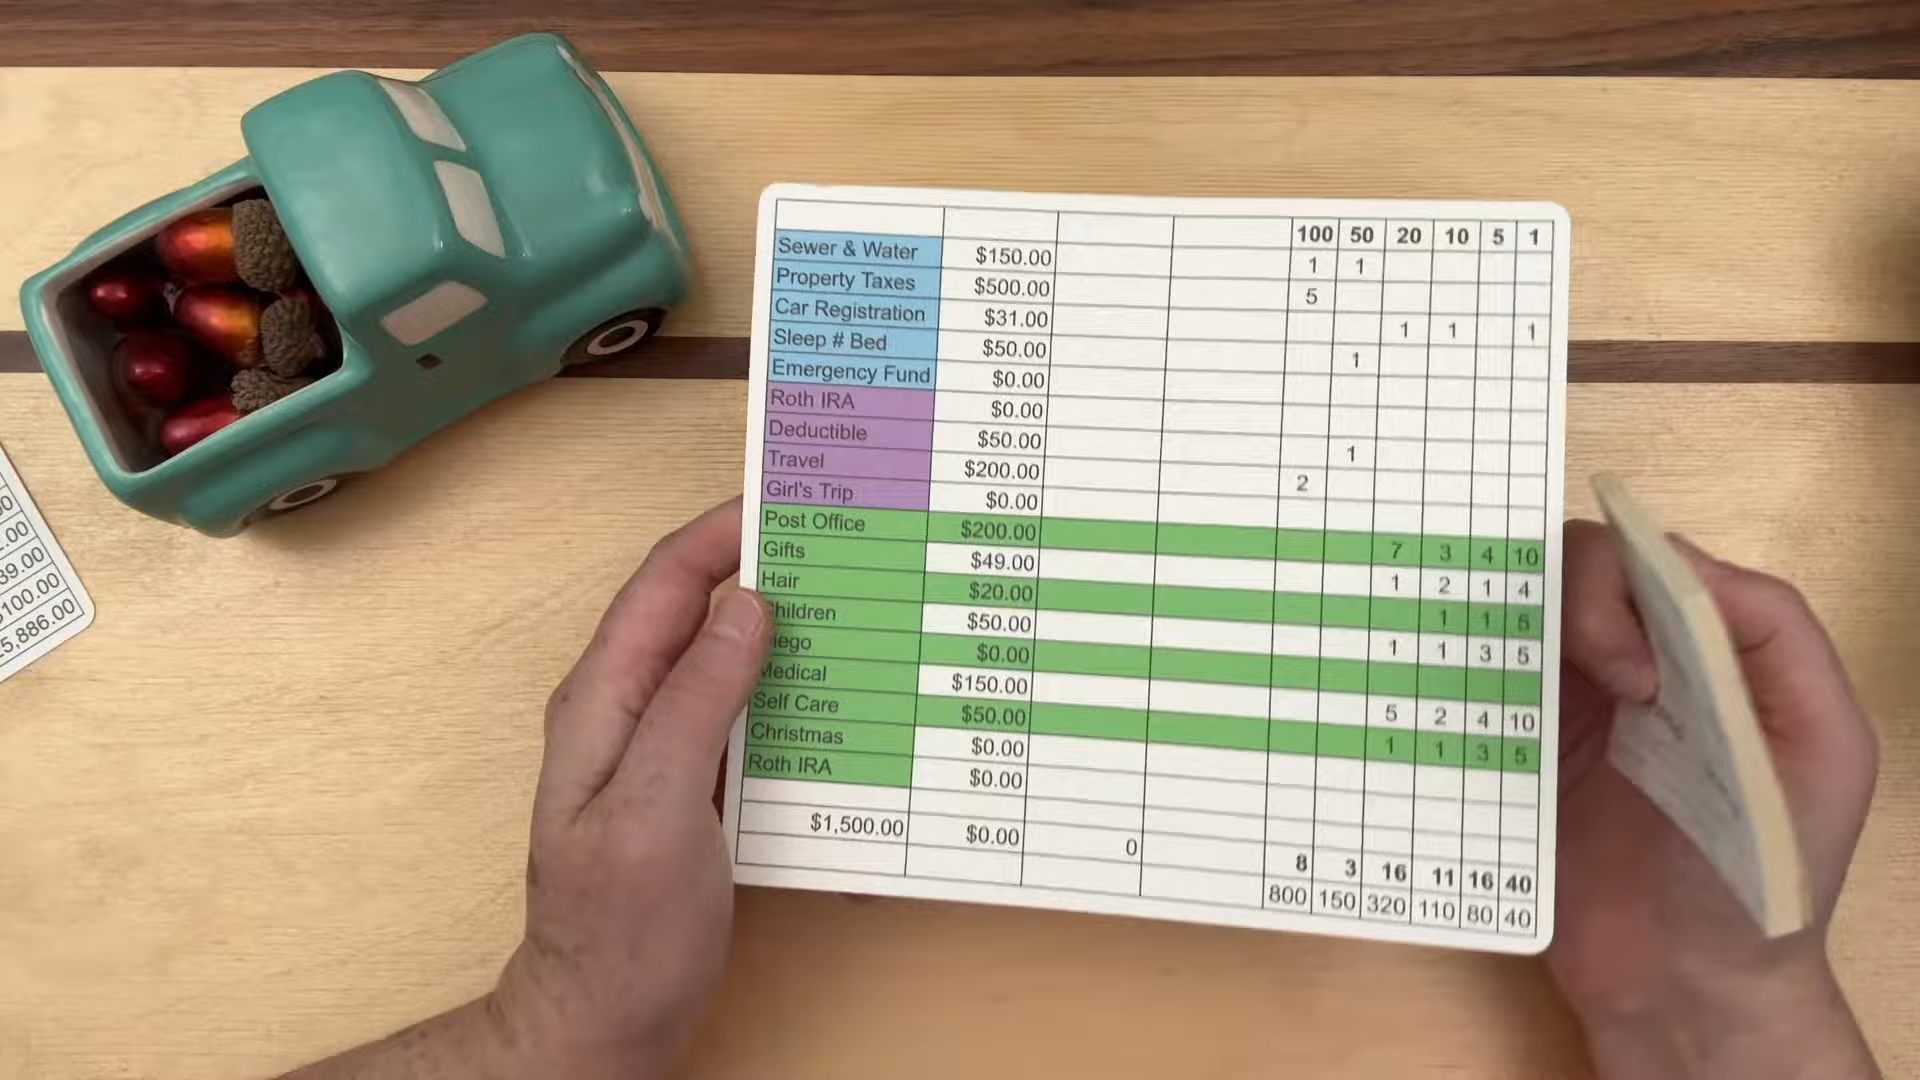 100 50 20 10 5 1
Sewer & Water $150.00 1 1
Property Taxes $500.00 5
Car Registration $31.00 1 1 1
Sleep # Bed $50.00 1
Emergency Fund $0.00
Roth IRA $0.00
Deductible $50.00 1
Travel $200.00 2
Girl's Trip $0.00
Post Office $200.00 7 3 4 10
Gifts $49.00 1 2 1 4
Hair $20.00 1 1 5
Children $50.00 1 1 3 5
iego $0.00
Medical $150.00 5 2 4 10
Self Care $50.00 1 1 3 5
Christmas $0.00
Roth IRA $0.00
$1,500.00 $0.00 0
8 3 16 11 16 40
800 150 320 110 80 40
.00
39.00
100.00
5,886.00